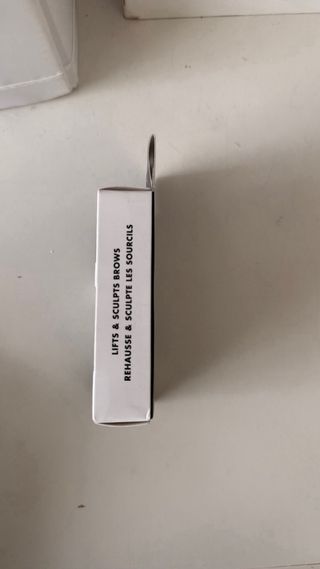 LIFTS & SCULPTS BROWS
REHAUSSE & SCULPTE LES SOURCILS